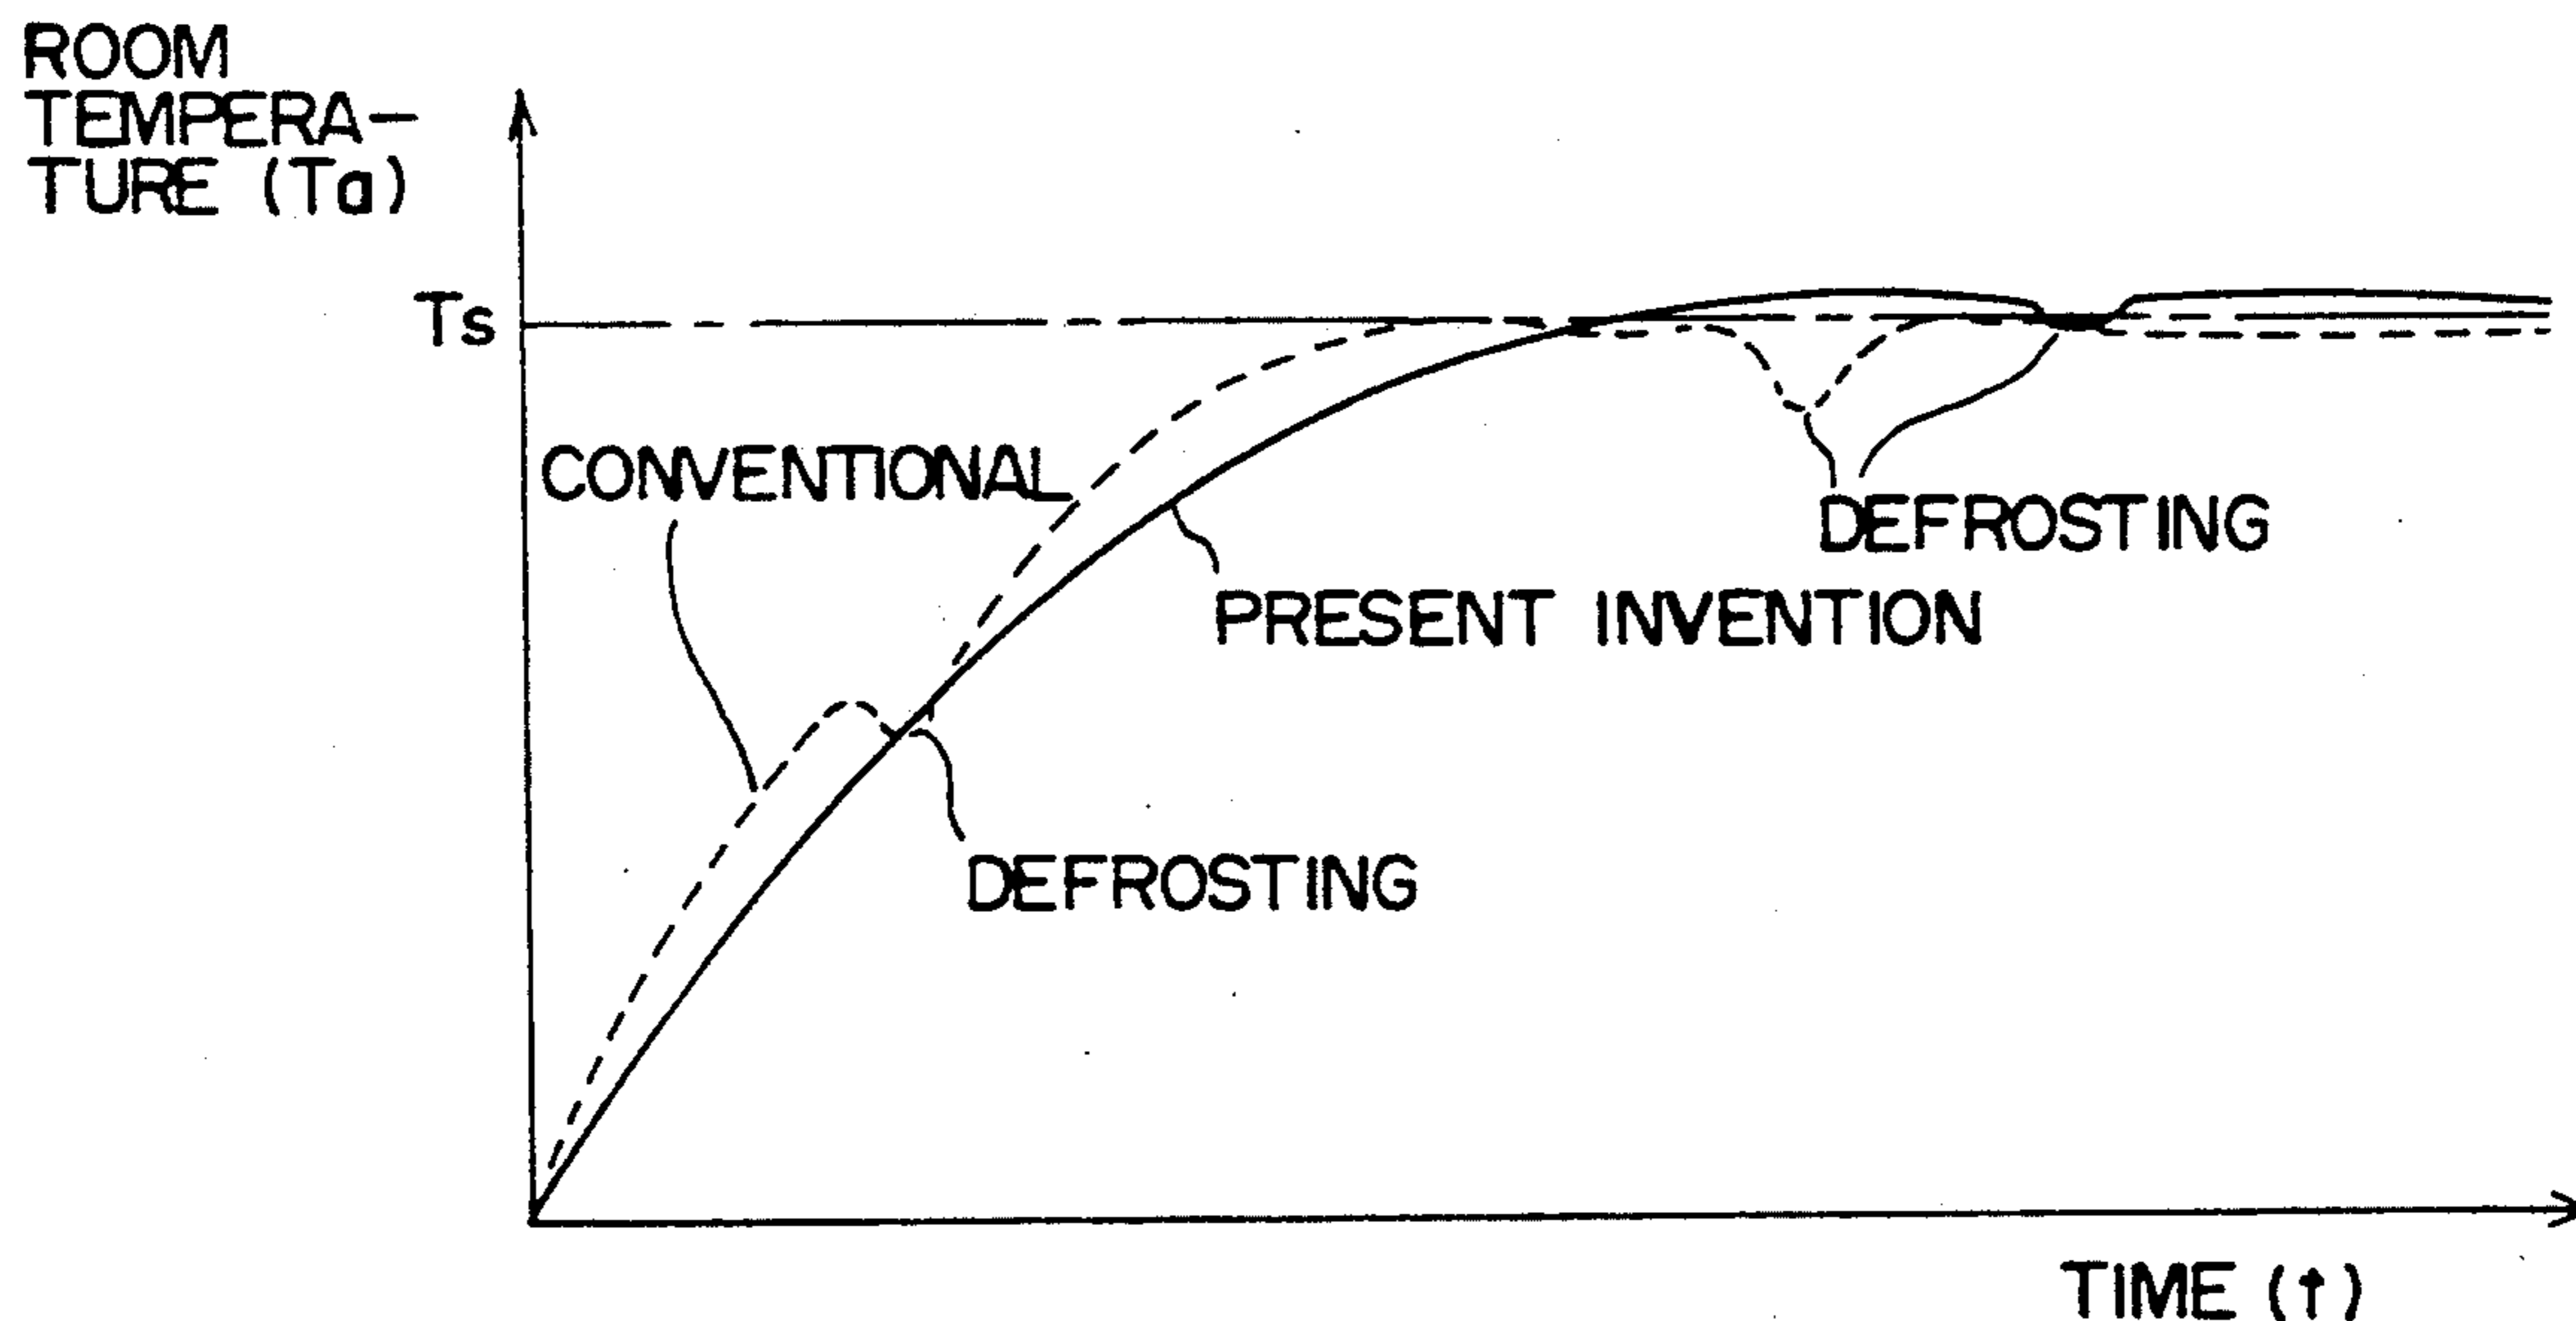 ROOM
TEMPERA-
TURE (Ta)
Ts
CONVENTIONAL
DEFROSTING
PRESENT INVENTION
DEFROSTING
TIME (t)